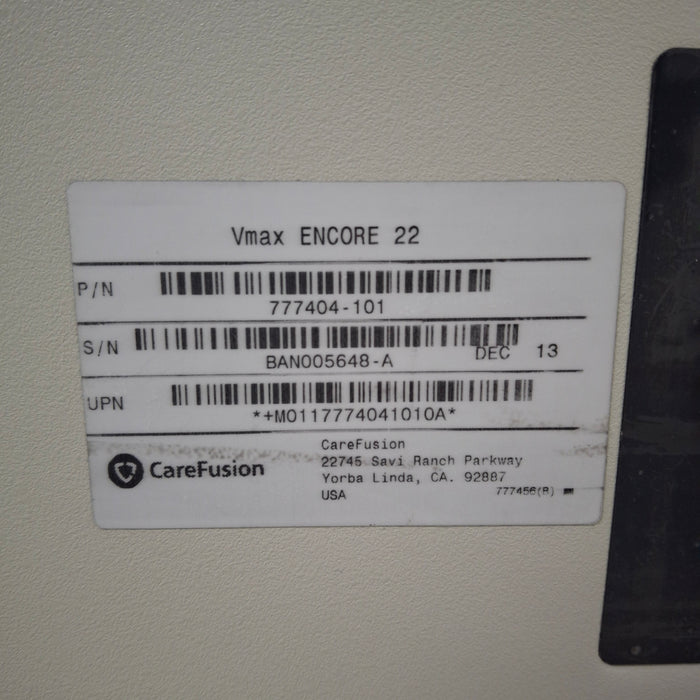 Vmax ENCORE 22
P/N
777404-101
S/N
BAN005648-A
DEC 13
UPN
*+M0117774041010A*
CareFusion
CareFusion
22745 Savi Ranch Parkway
Yorba Linda, CA. 92887
USA
777456(R)